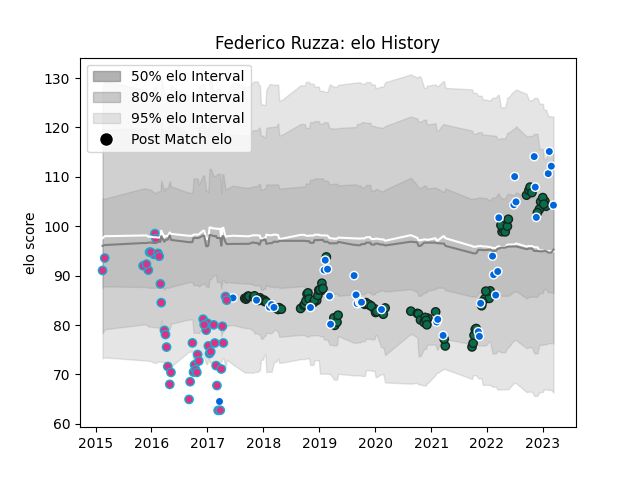 Federico Ruzza: elo History
50% elo Interval
80% elo Interval
95% elo Interval
Post Match elo
elo score
130
120
110
100
90
80
70
60
2015
2016
2017
2018
2019
2020
2021
2022
2023